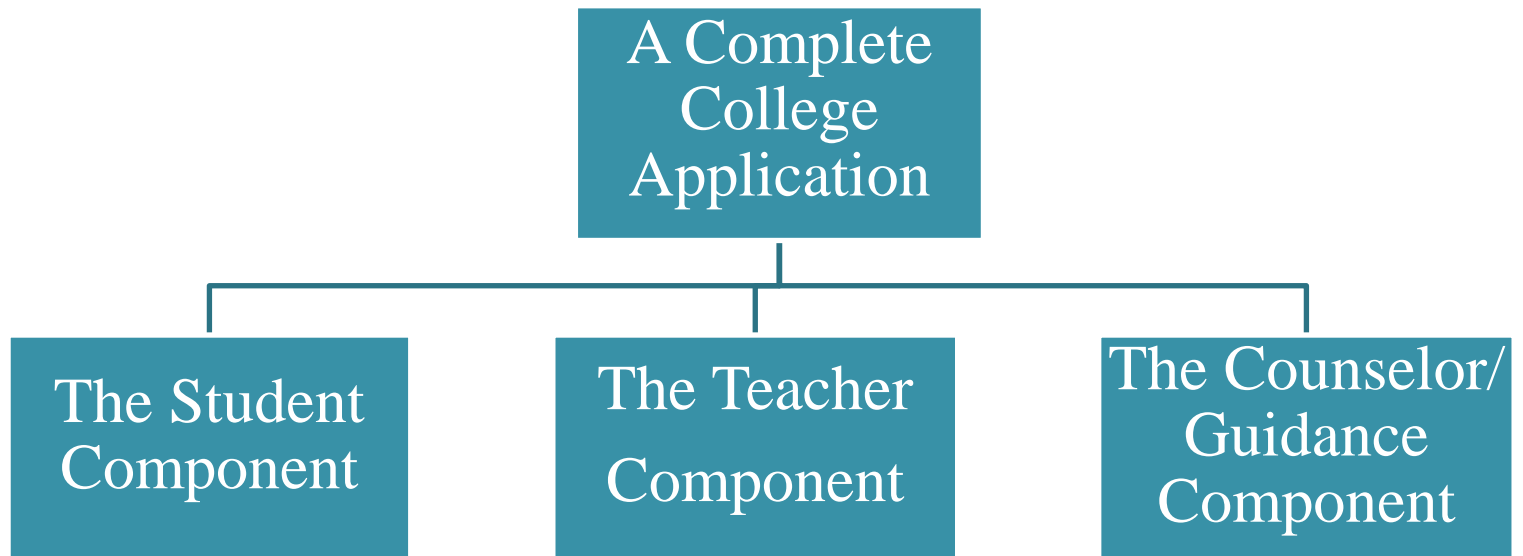 A Complete
College
Application
The Student
Component
The Teacher
Component
The Counselor/
Guidance
Component